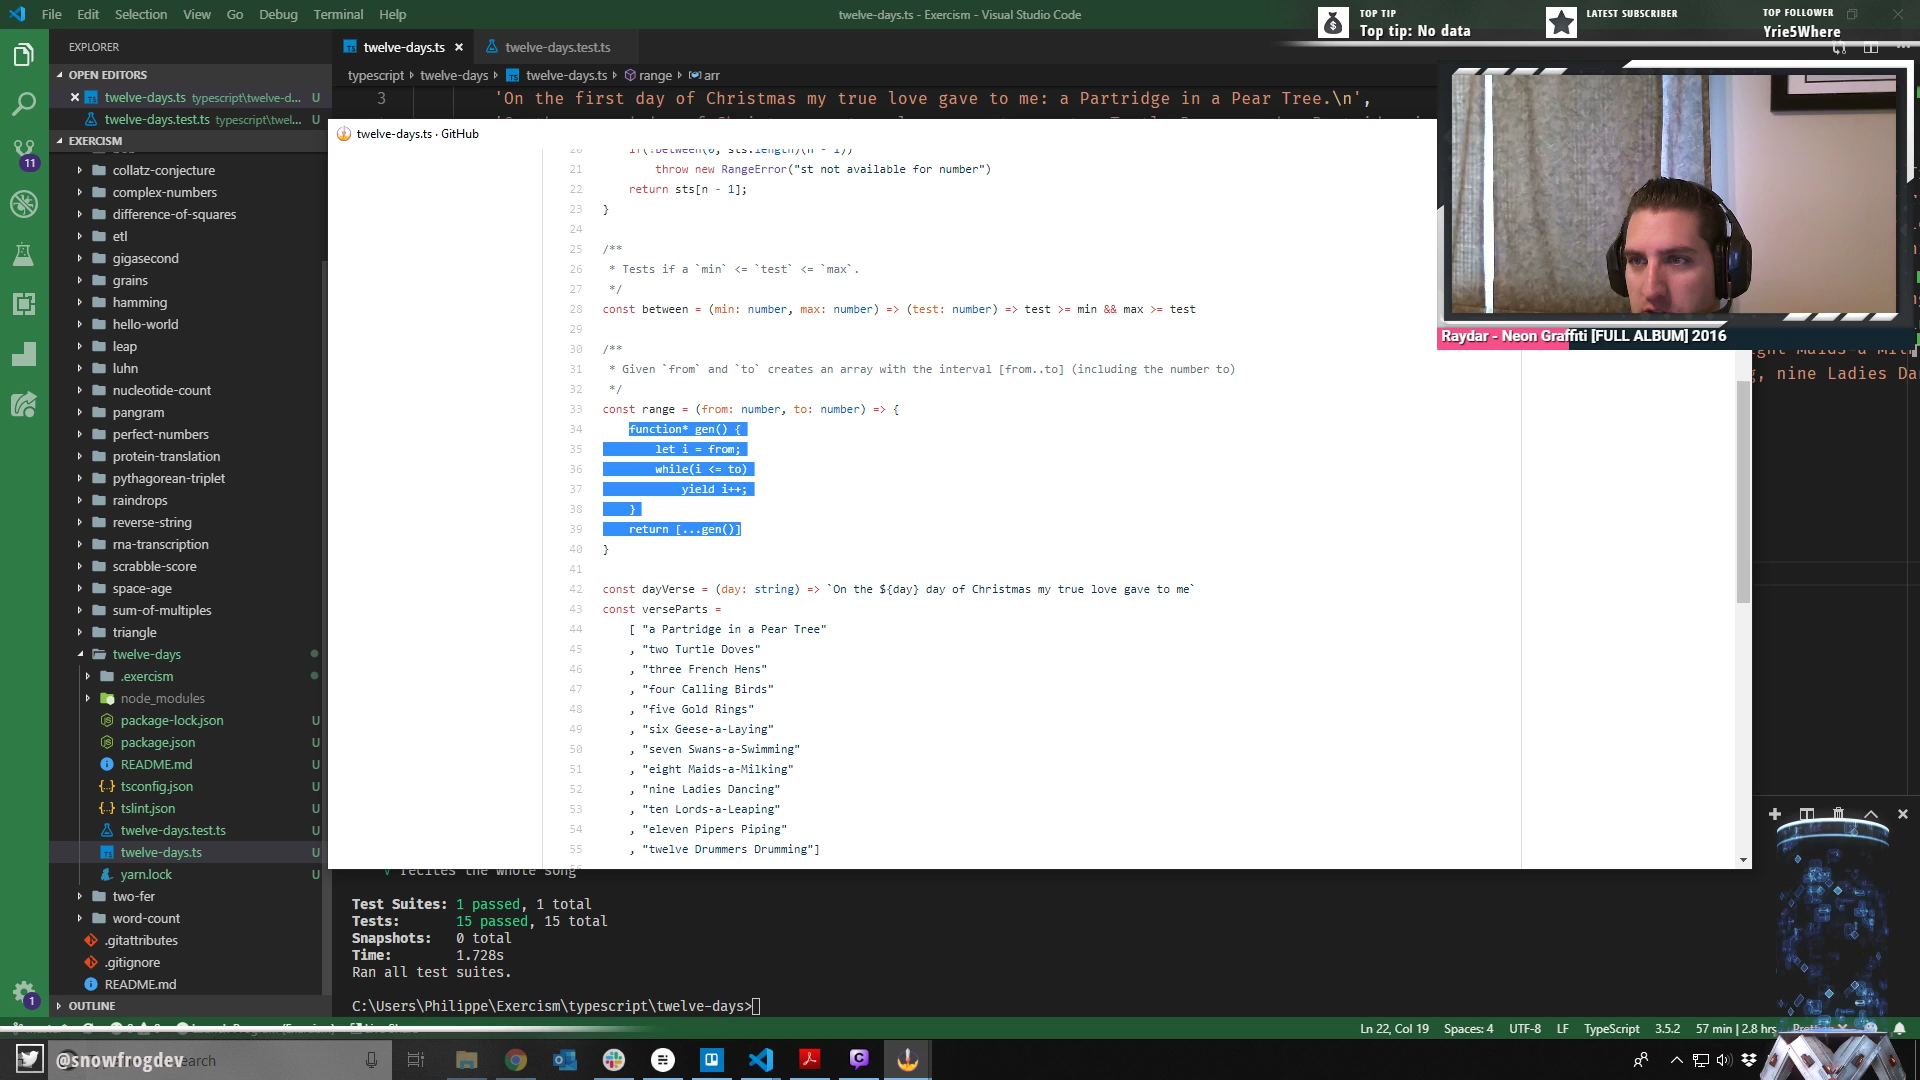 File Edit Selection View Go Debug Terminal Help
twelve-days.ts - Exercism - Visual Studio Code
TOP TIP
Top tip: No data
LATEST SUBSCRIBER
TOP FOLLOWER
Yrie5Where
EXPLORER
OPEN EDITORS
twelve-days.ts typescript\twelve-d... U
twelve-days.test.ts typescript\twel... U
EXERCISM
collatz-conjecture
complex-numbers
difference-of-squares
etl
gigasecond
grains
hamming
hello-world
leap
luhn
nucleotide-count
pangram
perfect-numbers
protein-translation
pythagorean-triplet
raindrops
reverse-string
rna-transcription
scrabble-score
space-age
sum-of-multiples
triangle
twelve-days
.exercism
node_modules
package-lock.json U
package.json U
README.md U
tsconfig.json U
tslint.json U
twelve-days.test.ts U
twelve-days.ts U
yarn.lock U
two-fer
word-count
.gitattributes
.gitignore
README.md
OUTLINE
11
1
twelve-days.ts
twelve-days.test.ts
typescript twelve-days twelve-days.ts range arr
3 'On the first day of Christmas my true love gave to me: a Partridge in a Pear Tree.\n',
twelve-days.ts · GitHub
20 if(!between(0, sts.length)(n - 1))
21 throw new RangeError("st not available for number")
22 return sts[n - 1];
23 }
24
25 /**
26 * Tests if a `min` <= `test` <= `max`.
27 */
28 const between = (min: number, max: number) => (test: number) => test >= min && max >= test
29
30 /**
31 * Given `from` and `to` creates an array with the interval [from..to] (including the number to)
32 */
33 const range = (from: number, to: number) => {
34 function* gen() {
35 let i = from;
36 while(i <= to)
37 yield i++;
38 }
39 return [...gen()]
40 }
41
42 const dayVerse = (day: string) => `On the ${day} day of Christmas my true love gave to me`
43 const verseParts =
44 [ "a Partridge in a Pear Tree"
45 , "two Turtle Doves"
46 , "three French Hens"
47 , "four Calling Birds"
48 , "five Gold Rings"
49 , "six Geese-a-Laying"
50 , "seven Swans-a-Swimming"
51 , "eight Maids-a-Milking"
52 , "nine Ladies Dancing"
53 , "ten Lords-a-Leaping"
54 , "eleven Pipers Piping"
55 , "twelve Drummers Drumming"]
Raydar - Neon Graffiti [FULL ALBUM] 2016
, nine Ladies Da
√ recites the whole song
Test Suites: 1 passed, 1 total
Tests: 15 passed, 15 total
Snapshots: 0 total
Time: 1.728s
Ran all test suites.
C:\Users\Philippe\Exercism\typescript\twelve-days>
Ln 22, Col 19 Spaces: 4 UTF-8 LF TypeScript 3.5.2 57 min | 2.8 hrs
@snowfrogdev